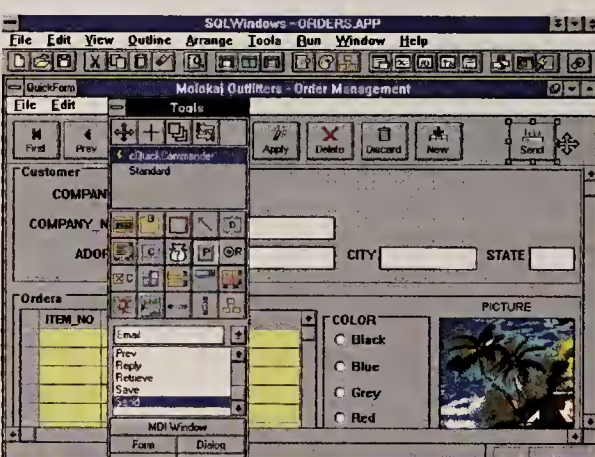 SQLWindows - ORDERS.APP
File Edit View Outline Arrange Tools Run Window Help
QuickForm
Molokai Outfitters - Order Management
File Edit
Tools
First
Prev
Apply
Delete
Discard
New
Send
cQuickCommander
Standard
Customer
COMPAN
COMPANY_N
ADDR
CITY
STATE
Orders
ITEM_NO
Email
Prev
Reply
Retrieve
Save
Send
MDI Window
Form
Dialog
COLOR
Black
Blue
Grey
Red
PICTURE